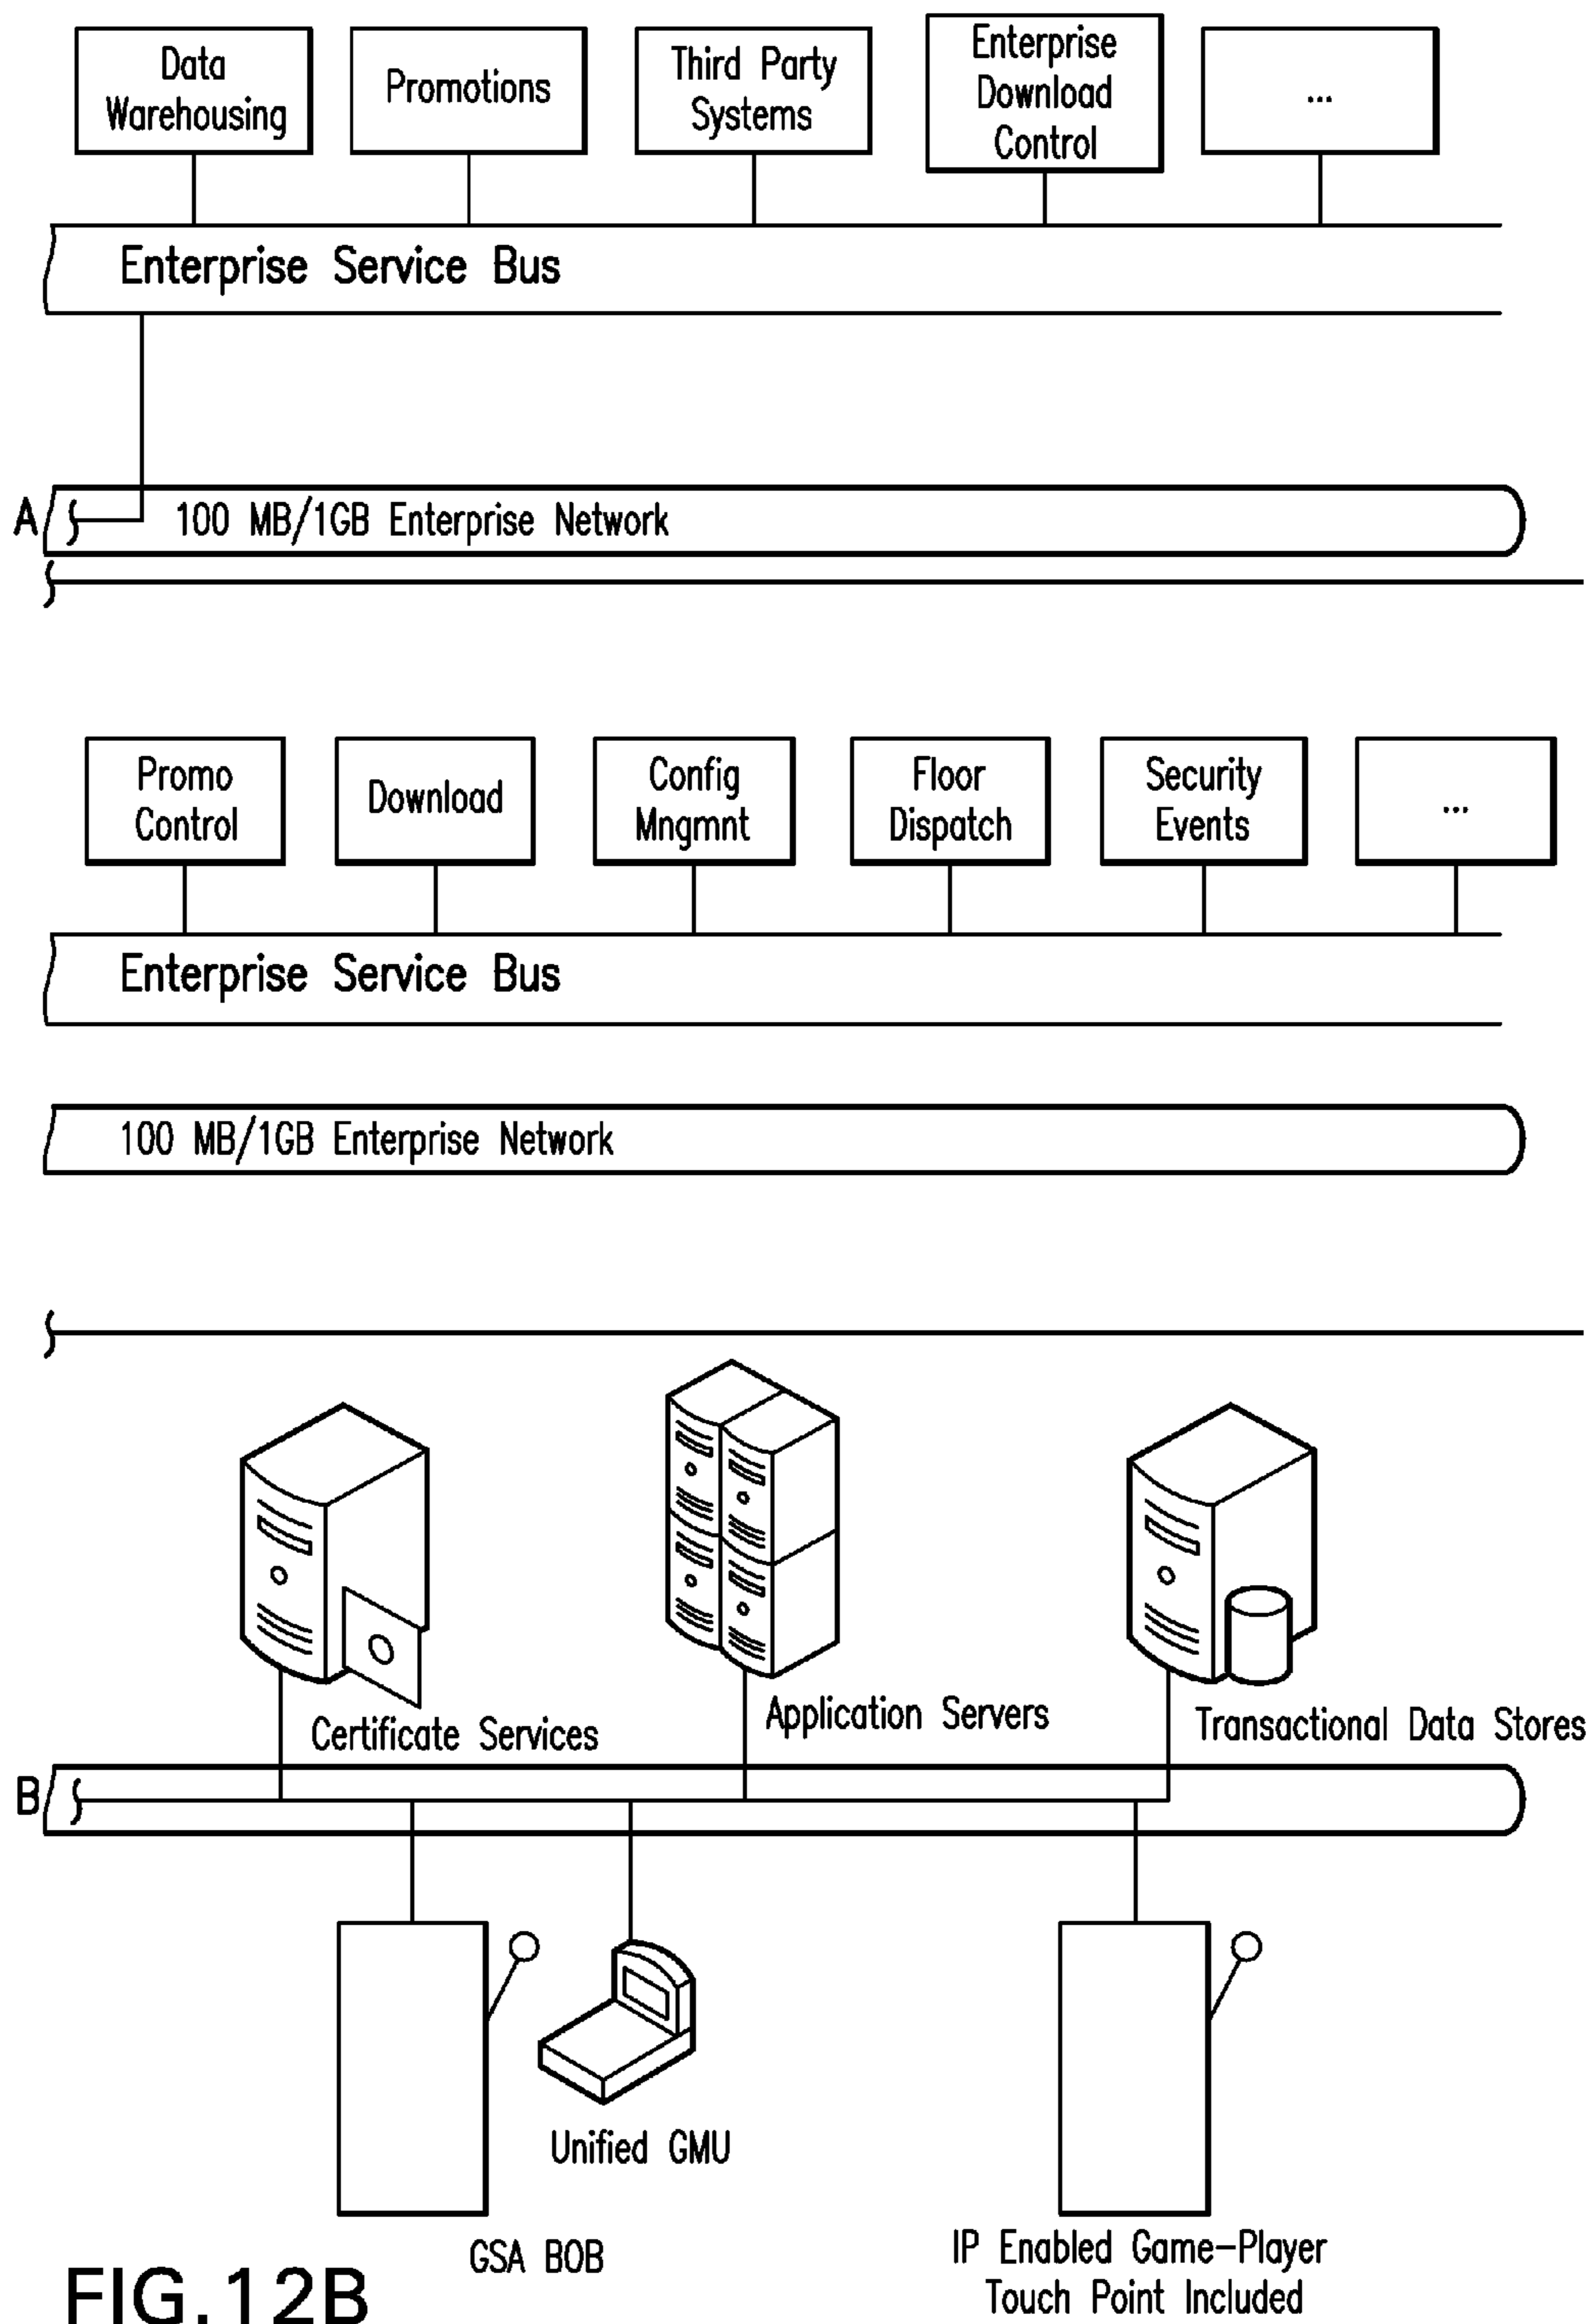 Data
Warehousing
Promotions
Third Party
Systems
Enterprise
Download
Control
...
Enterprise Service Bus
A
100 MB/1GB Enterprise Network
Promo
Control
Download
Config
Mngmnt
Floor
Dispatch
Security
Events
...
Enterprise Service Bus
100 MB/1GB Enterprise Network
Certificate Services
Application Servers
Transactional Data Stores
B
Unified GMU
GSA BOB
IP Enabled Game-Player
Touch Point Included
FIG.12B